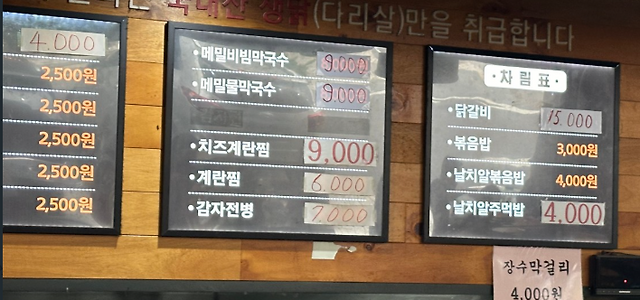 국내산 생닭(다리살)만을 취급합니다
4,000
2,500원
2,500원
2,500원
2,500원
2,500원
•메밀비빔막국수 9,000
•메밀물막국수 9,000
•치즈계란찜 9,000
•계란찜 6,000
•감자전병 7,000
•차림표•
•닭갈비 15,000
•볶음밥 3,000원
•날치알볶음밥 4,000원
•날치알주먹밥 4,000
장수막걸리
4,000원